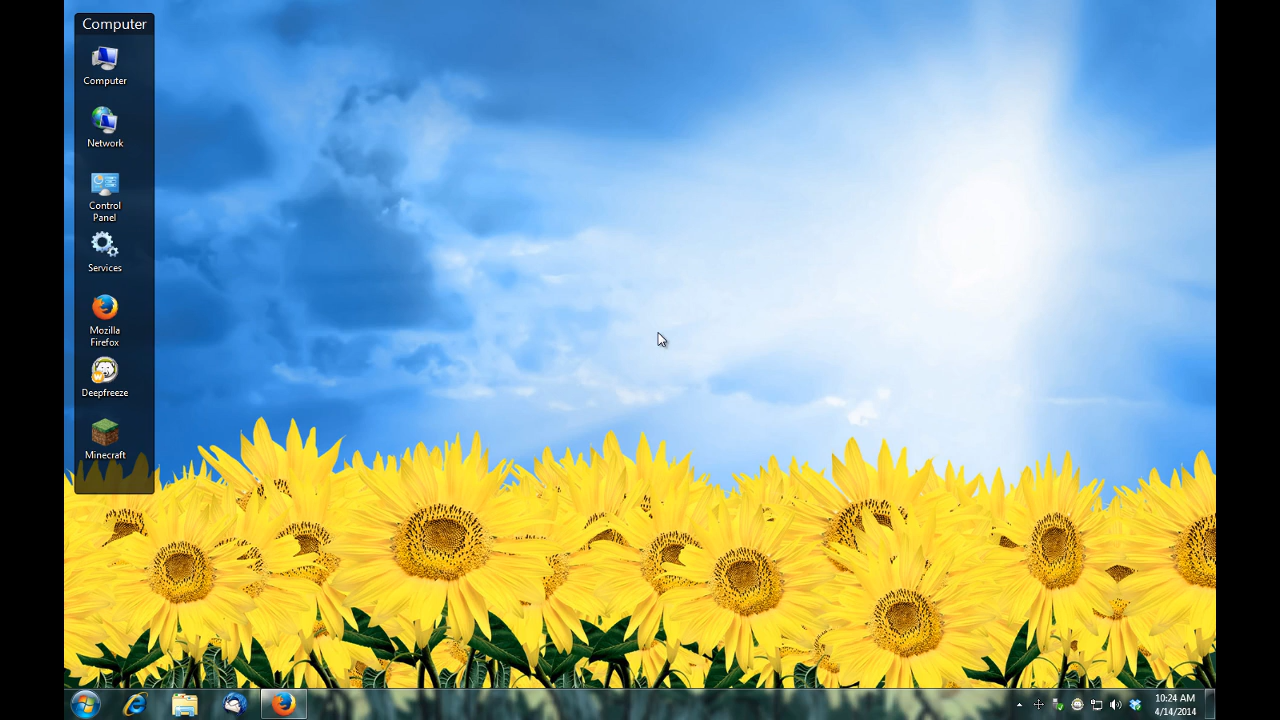 Computer
Computer
Network
Control
Panel
Services
Mozilla
Firefox
Deepfreeze
Minecraft
10:24 AM
4/14/2014